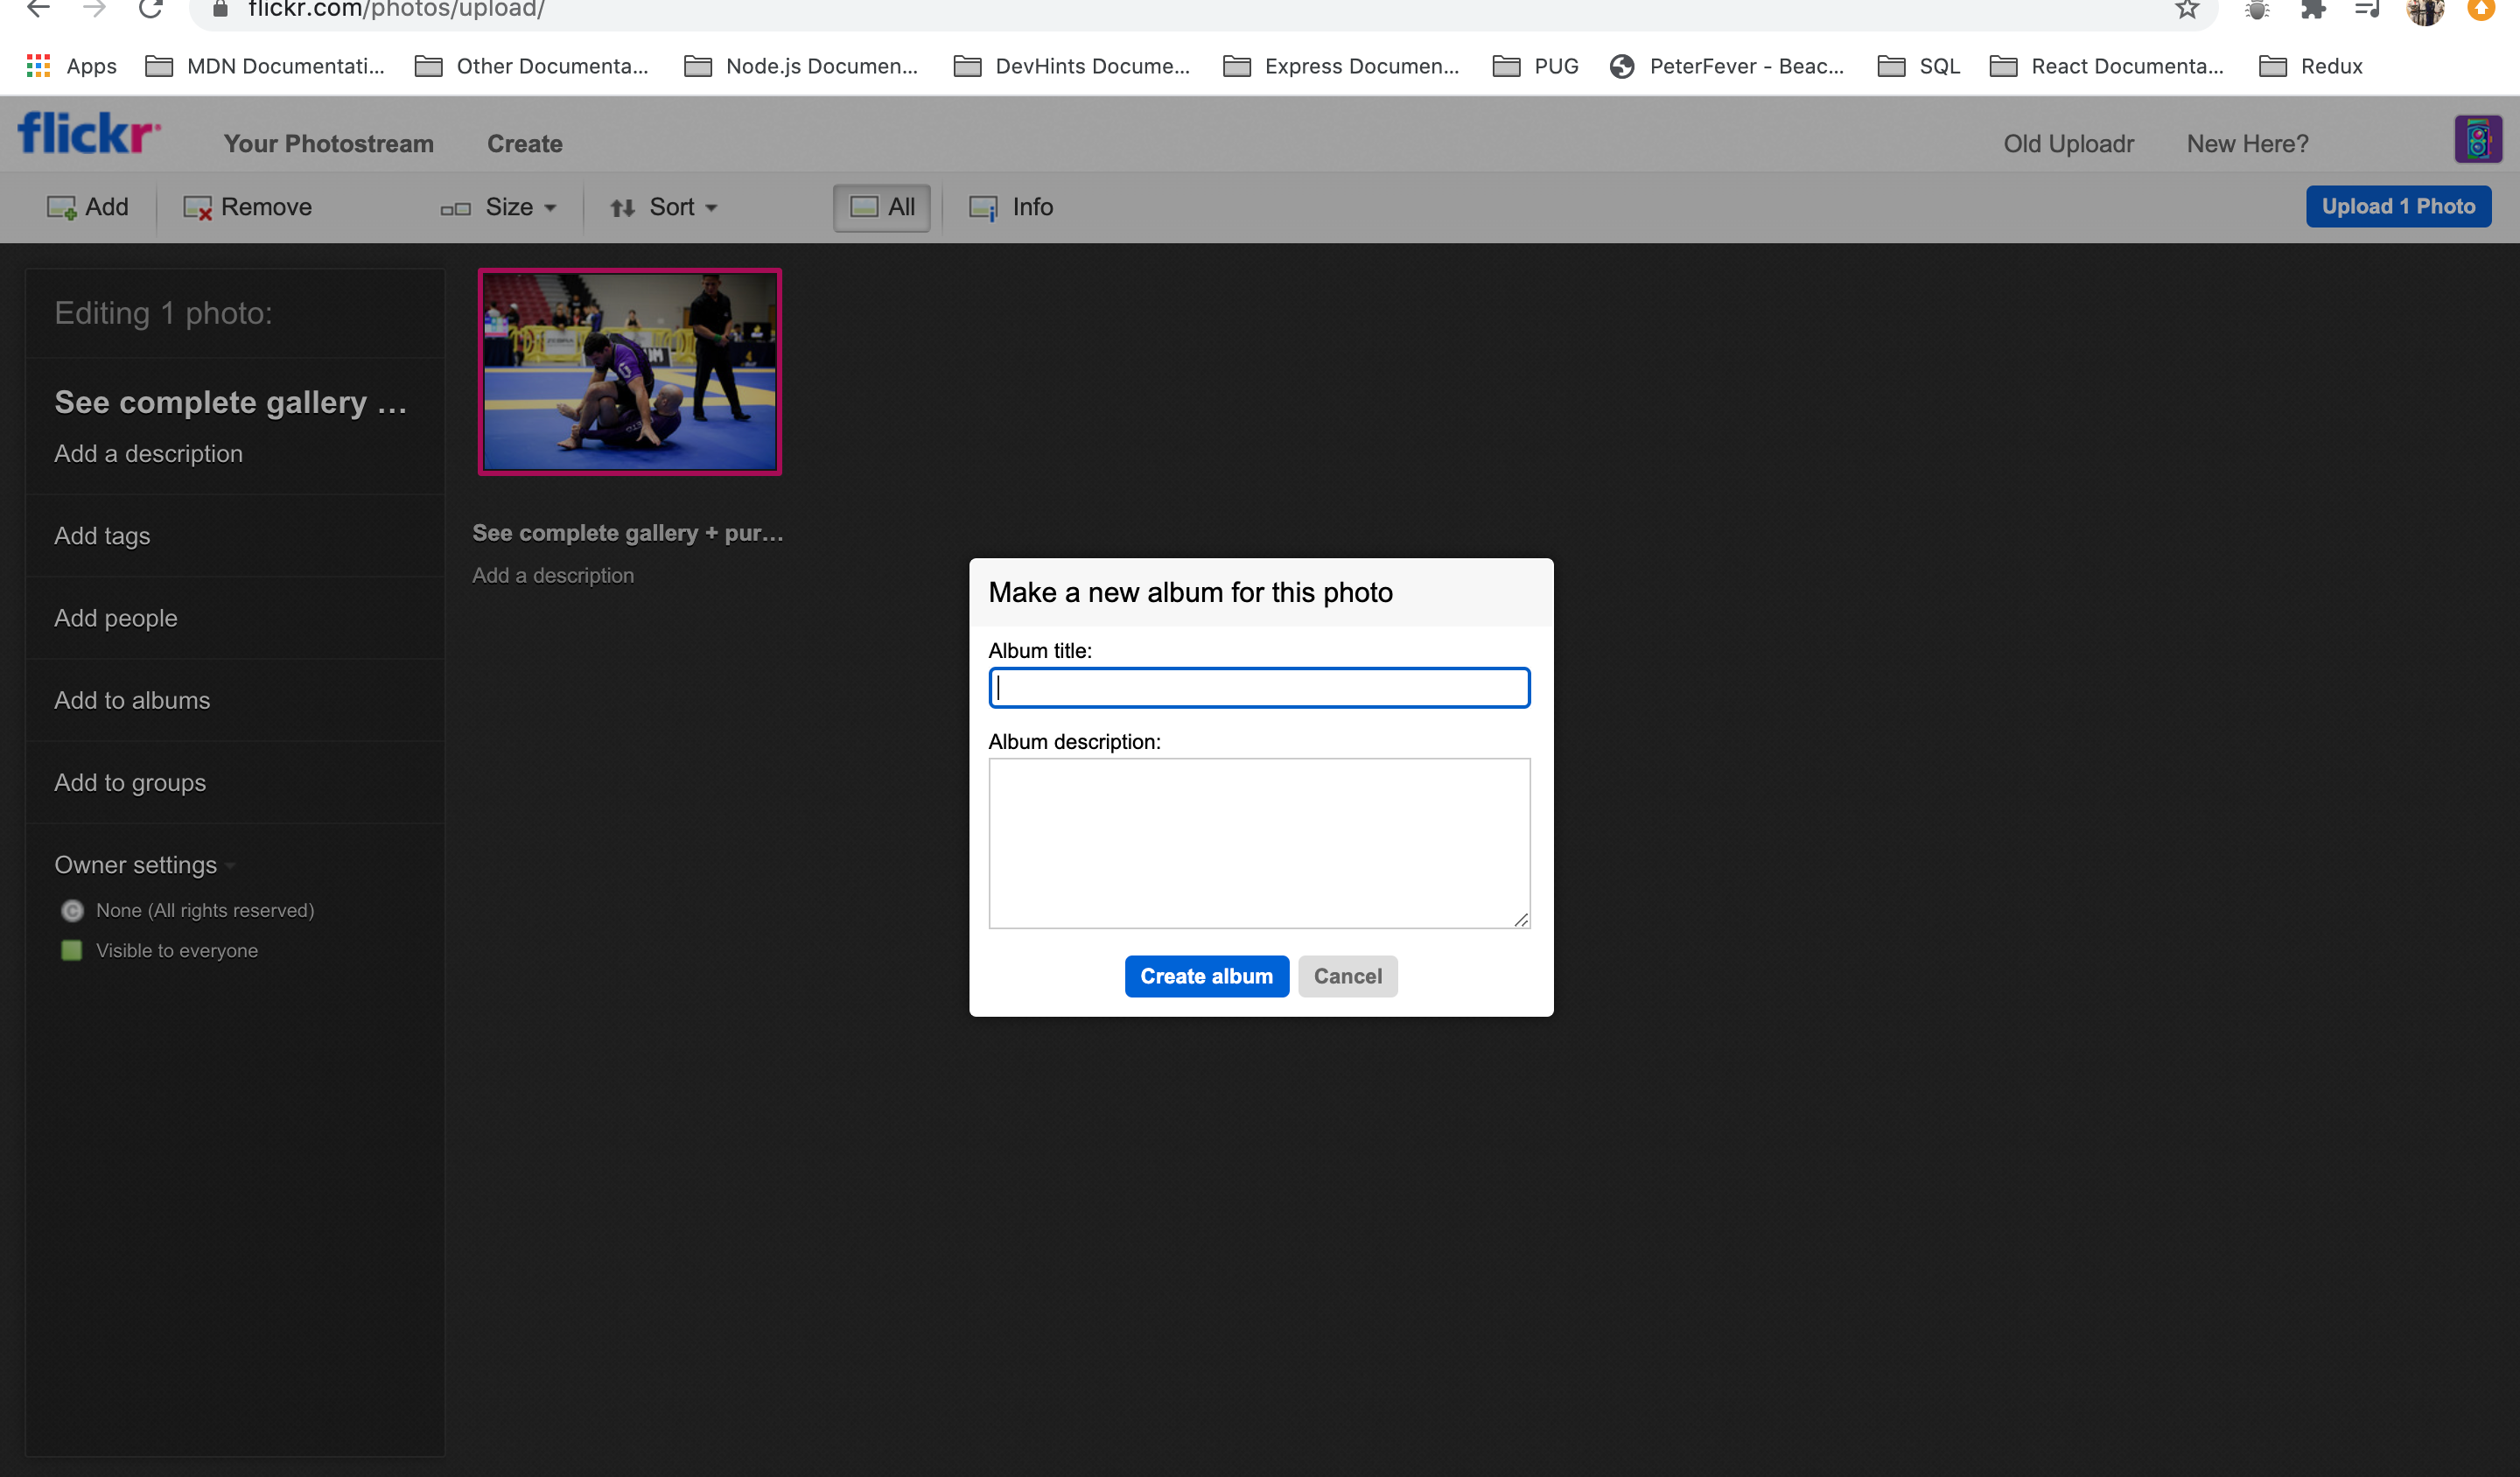 flickr.com/photos/upload/
Apps MDN Documentati... Other Documenta... Node.js Documen... DevHints Docume... Express Documen... PUG PeterFever - Beac... SQL React Documenta... Redux
flickr Your Photostream Create Old Uploadr New Here?
Add Remove Size Sort All Info Upload 1 Photo
Editing 1 photo:
See complete gallery ...
Add a description
Add tags
Add people
Add to albums
Add to groups
Owner settings
None (All rights reserved)
Visible to everyone
See complete gallery + pur...
Add a description
Make a new album for this photo
Album title:
Album description:
Create album Cancel